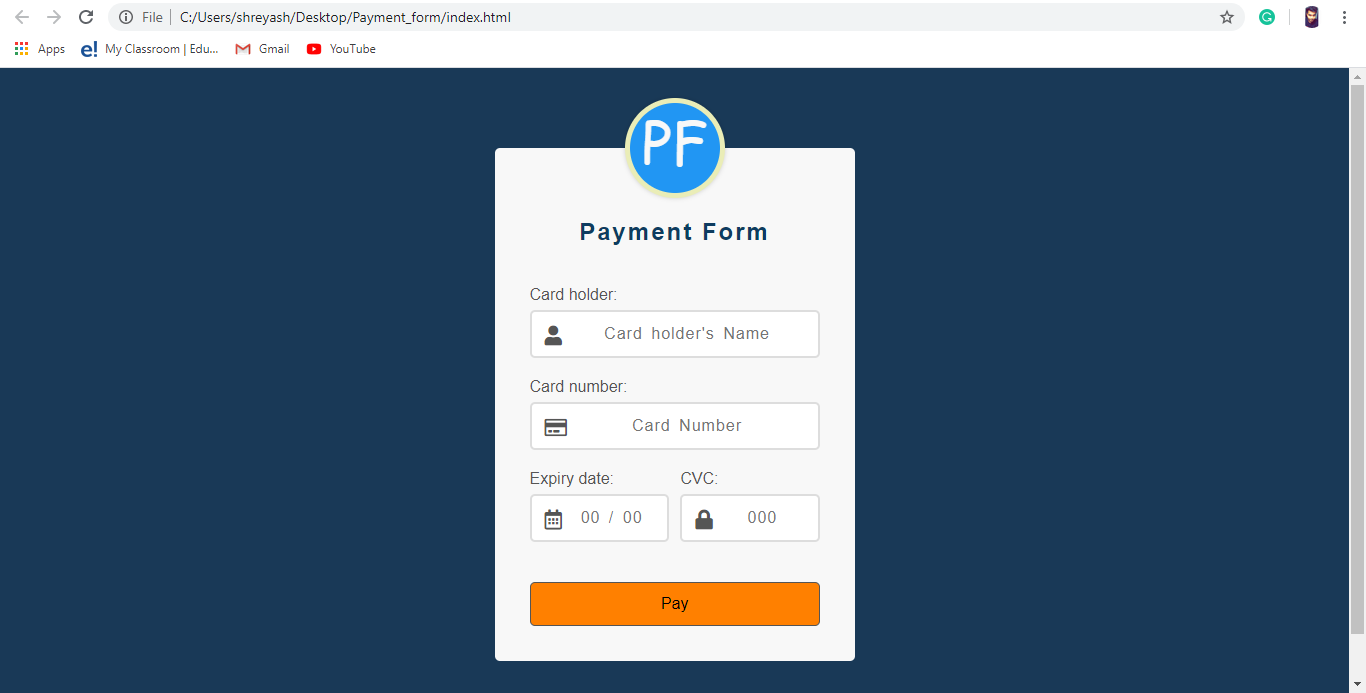 File C:/Users/shreyash/Desktop/Payment_form/index.html
Apps e! My Classroom | Edu... Gmail YouTube
PF
Payment Form
Card holder:
Card holder's Name
Card number:
Card Number
Expiry date: CVC:
00 / 00 000
Pay